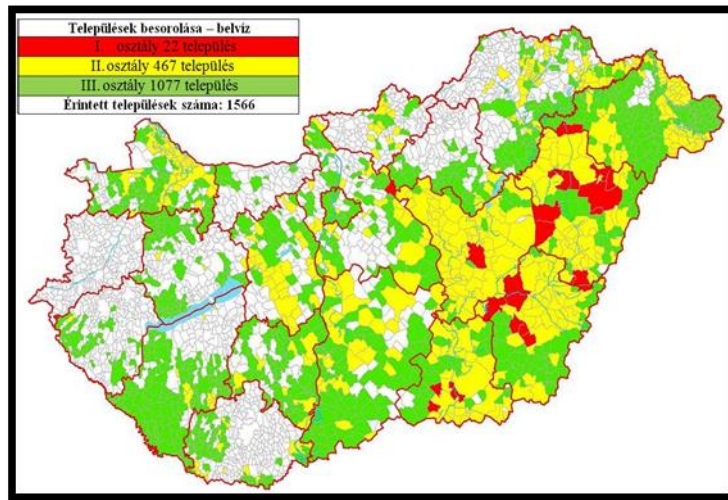 Települések besorolása – belvíz
I. osztály 22 település
II. osztály 467 település
III. osztály 1077 település
Érintett települések száma: 1566